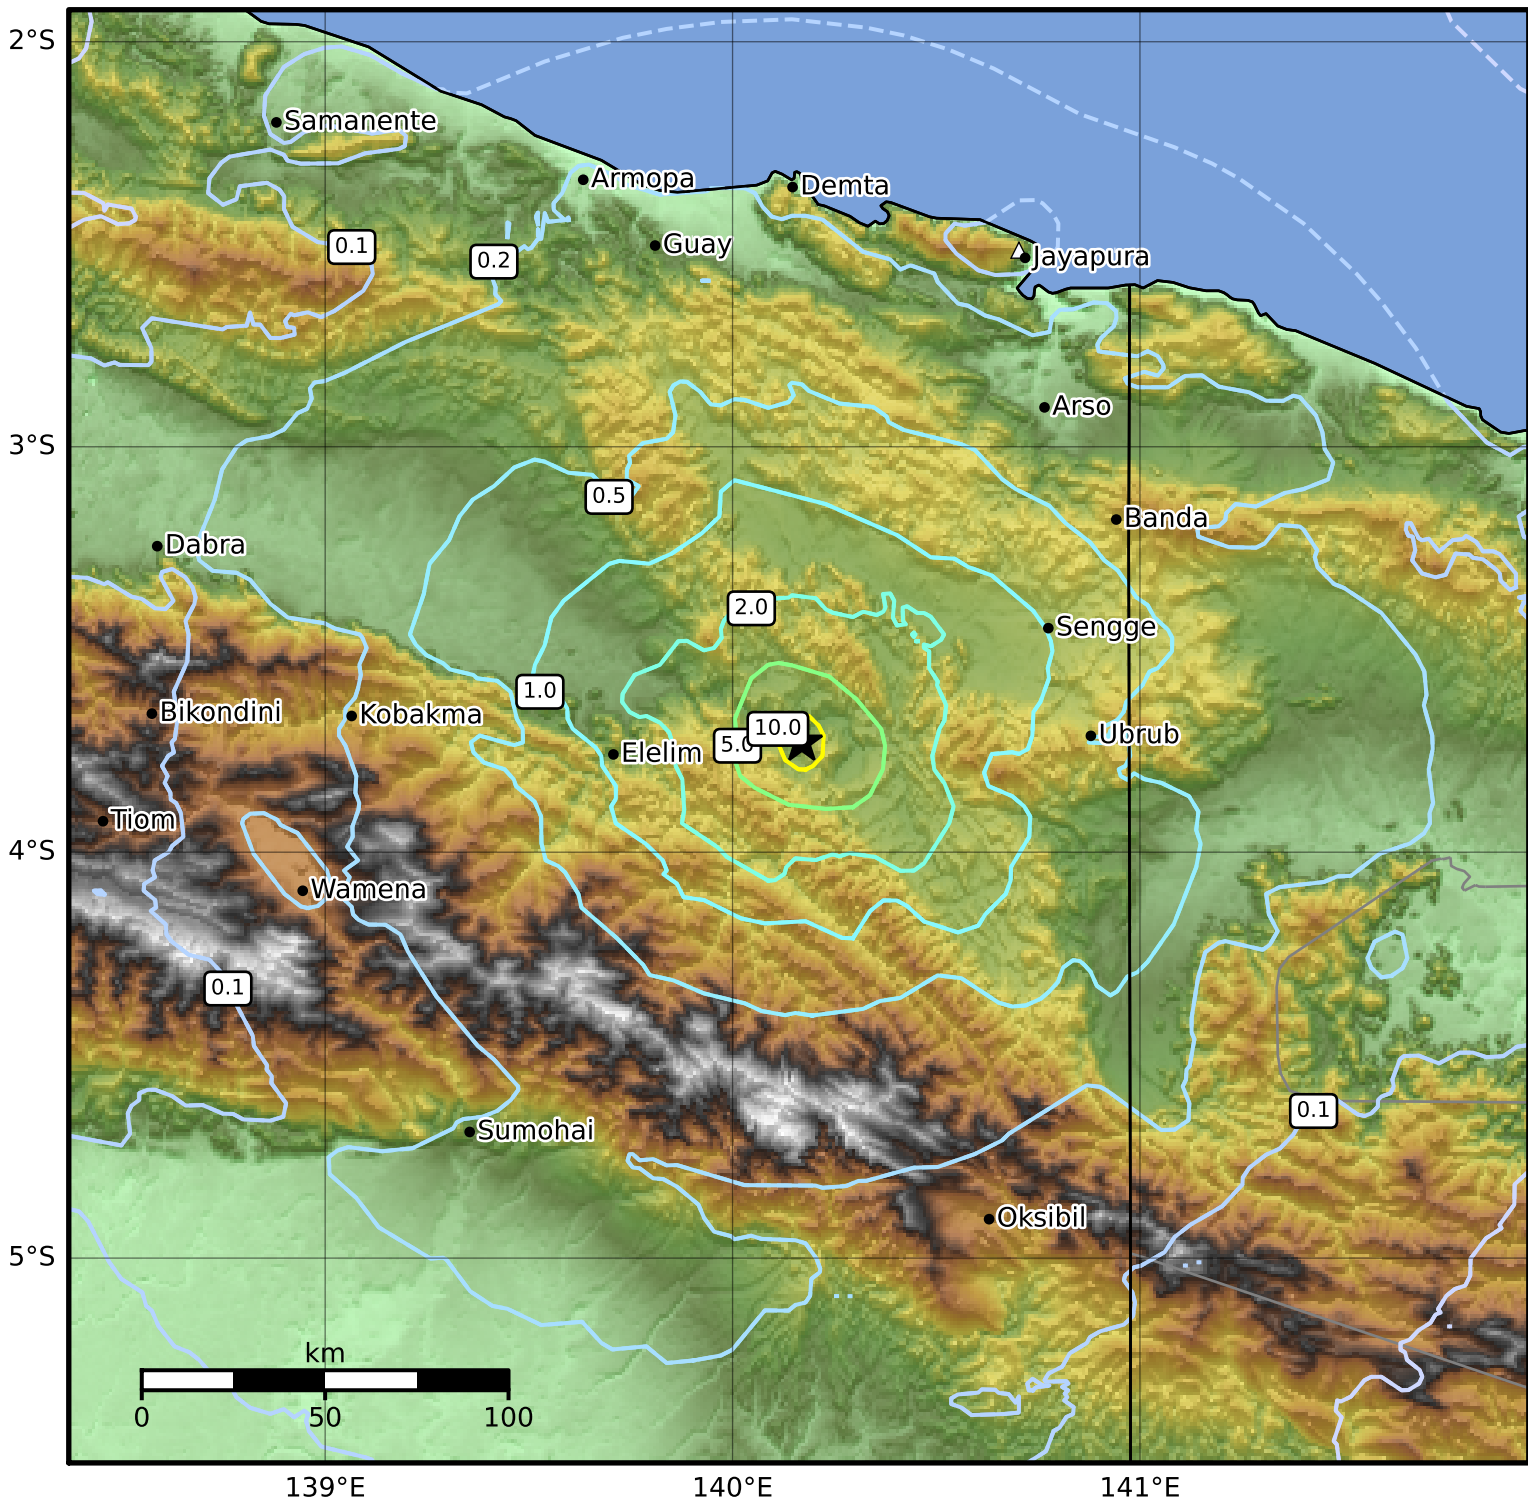 2°S
Samanente
Armopa
Demta
0.1
0.2
Guay
Jayapura
Arso
3°S
0.5
Banda
Dabra
2.0
Sengge
1.0
Bikondini
Kobakma
10.0
5.0
Elelim
Ubrub
Tiom
4°S
Wamena
0.1
0.1
Sumohai
Oksibil
5°S
km
0 50 100
139°E 140°E 141°E